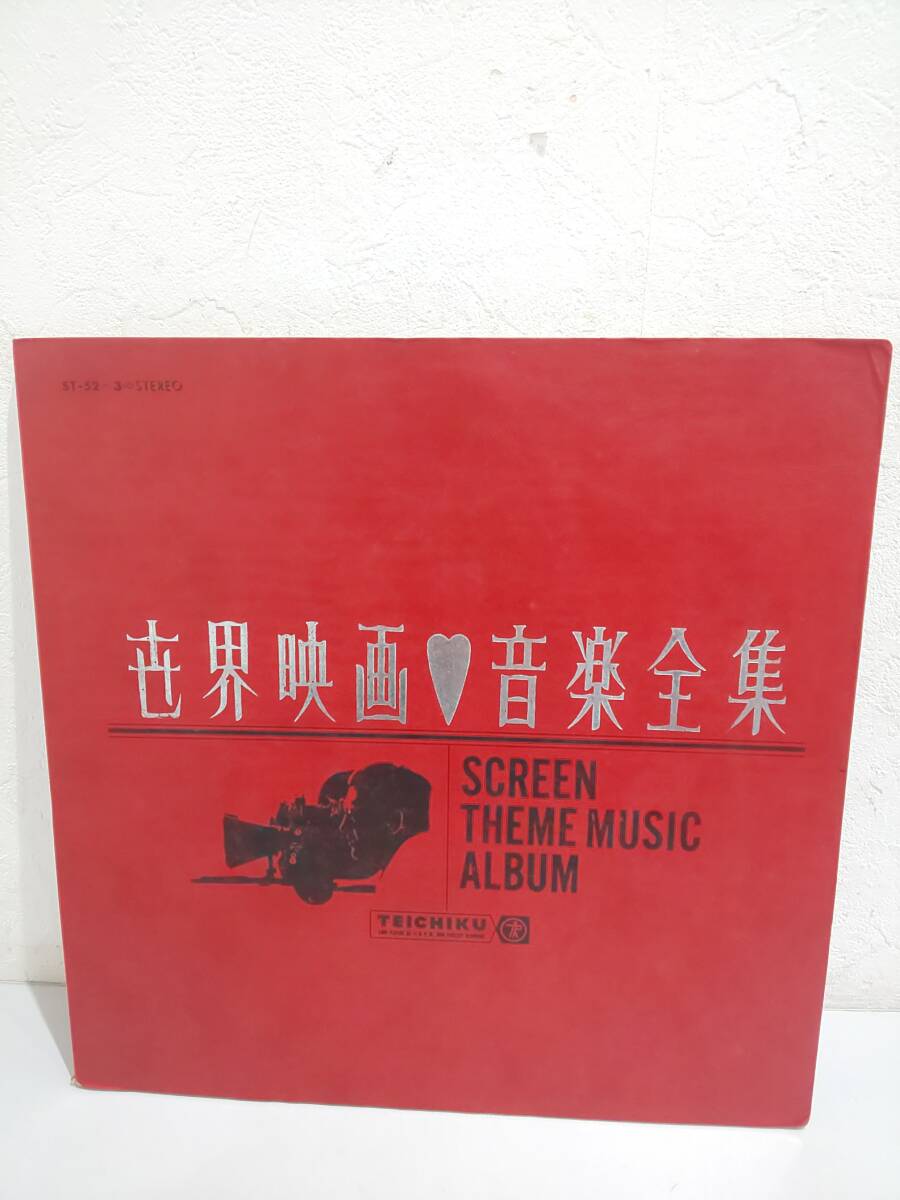 ST-52~3 STEREO
世界映画♥音楽全集
SCREEN
THEME MUSIC
ALBUM
TEICHIKU